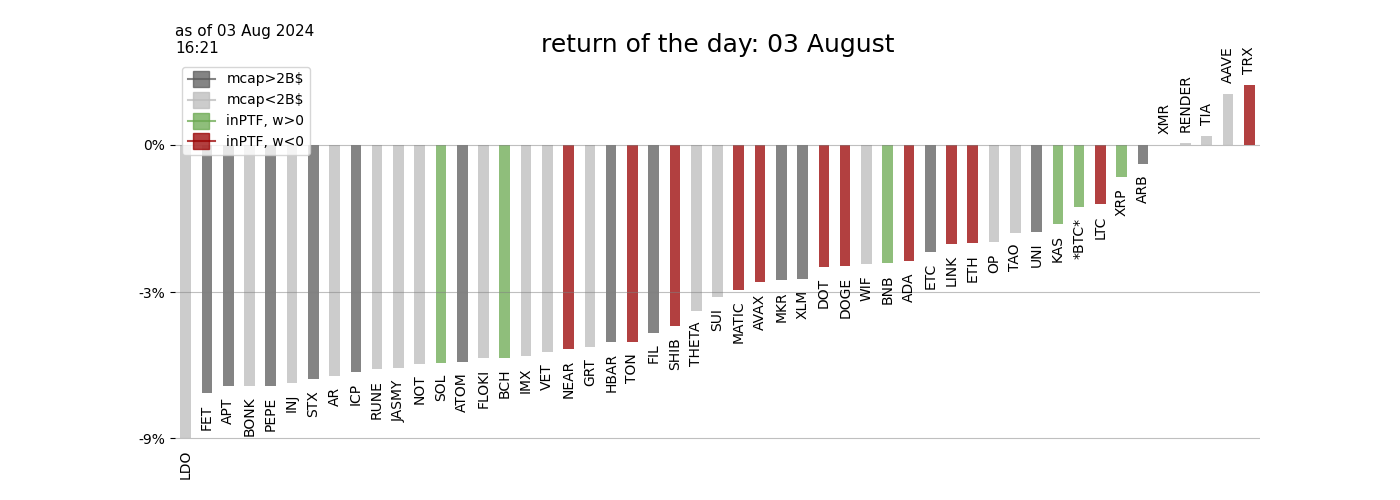 as of 03 Aug 2024
16:21
return of the day: 03 August
mcap>2B$
mcap<2B$
inPTF, w>0
inPTF, w<0
0%
-3%
-9%
LDO
FET
APT
BONK
PEPE
INJ
STX
AR
ICP
RUNE
JASMY
NOT
SOL
ATOM
FLOKI
BCH
IMX
VET
NEAR
GRT
HBAR
TON
FIL
SHIB
THETA
SUI
MATIC
AVAX
MKR
XLM
DOT
DOGE
WIF
BNB
ADA
ETC
LINK
ETH
OP
TAO
UNI
KAS
*BTC*
LTC
XRP
ARB
XMR
RENDER
TIA
AAVE
TRX